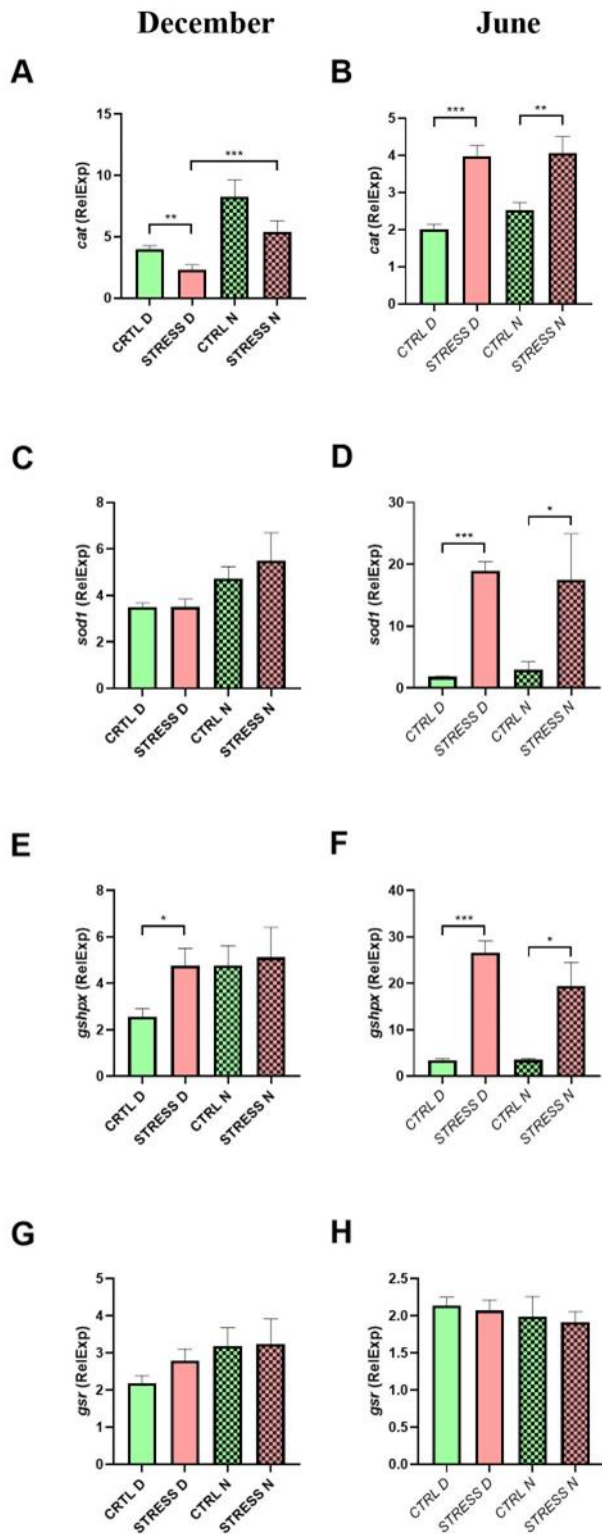 December June
A B
cat (RelExp)
15
10
5
0
**
***
CRTL D
STRESS D
CTRL N
STRESS N
cat (RelExp)
5
4
3
2
1
0
***
**
CTRL D
STRESS D
CTRL N
STRESS N
C D
sod1 (RelExp)
8
6
4
2
0
CRTL D
STRESS D
CTRL N
STRESS N
sod1 (RelExp)
30
20
10
0
***
*
CTRL D
STRESS D
CTRL N
STRESS N
E F
gshpx (RelExp)
8
6
4
2
0
*
CRTL D
STRESS D
CTRL N
STRESS N
gshpx (RelExp)
40
30
20
10
0
***
*
CTRL D
STRESS D
CTRL N
STRESS N
G H
gsr (RelExp)
5
4
3
2
1
0
CRTL D
STRESS D
CTRL N
STRESS N
gsr (RelExp)
2.5
2.0
1.5
1.0
0.5
0.0
CTRL D
STRESS D
CTRL N
STRESS N